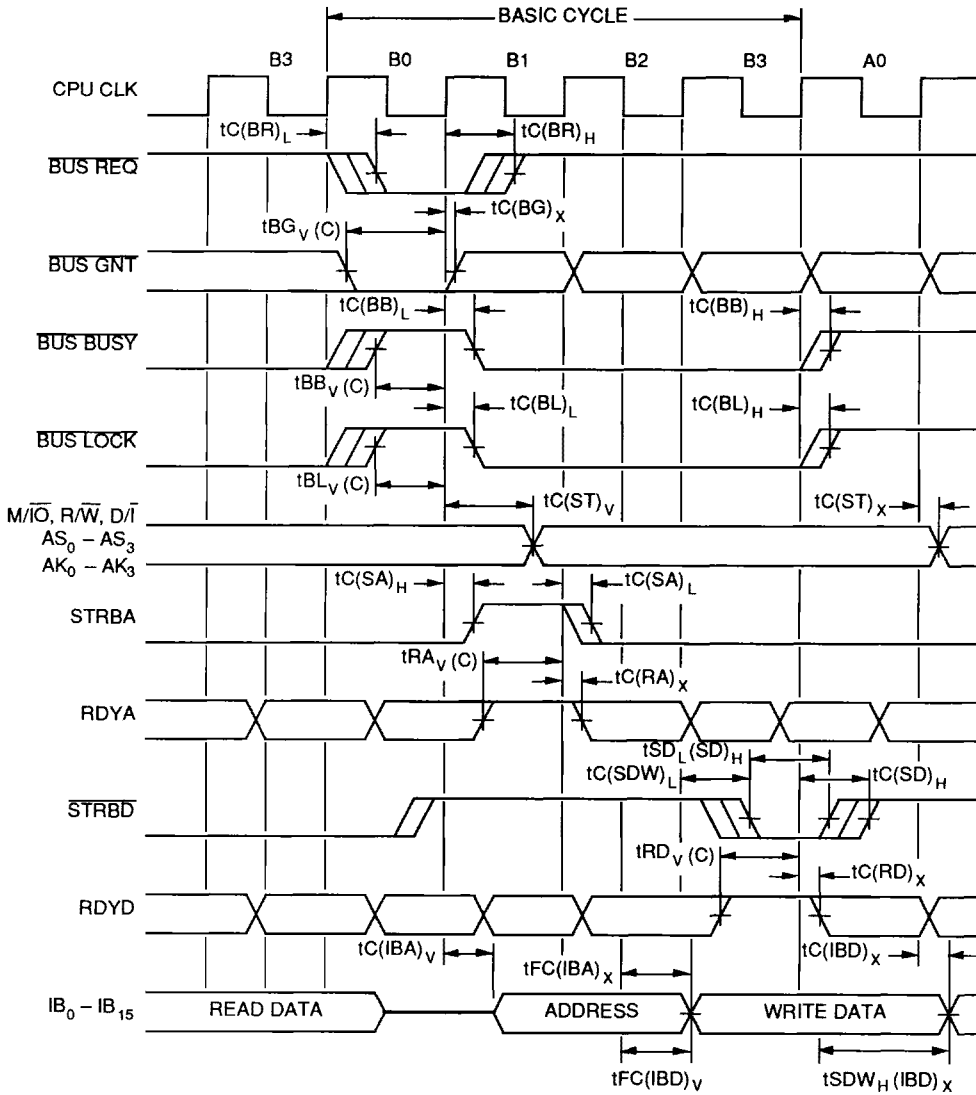 BASIC CYCLE
B3 B0 B1 B2 B3 A0
CPU CLK
tC(BR)L tC(BR)H
BUS REQ
tC(BG)X
tBGV (C)
BUS GNT
tC(BB)L tC(BB)H
BUS BUSY
tBBV (C)
tC(BL)L tC(BL)H
BUS LOCK
tBLV (C)
tC(ST)V tC(ST)X
M/IO, R/W, D/I
AS0 – AS3
AK0 – AK3
tC(SA)H tC(SA)L
STRBA
tRAV (C)
tC(RA)X
RDYA
tSDL(SD)H
tC(SDW)L tC(SD)H
STRBD
tRDV (C)
tC(RD)X
RDYD
tC(IBA)V tC(IBD)X
tFC(IBA)X
IB0 – IB15 READ DATA ADDRESS WRITE DATA
tFC(IBD)V tSDWH(IBD)X